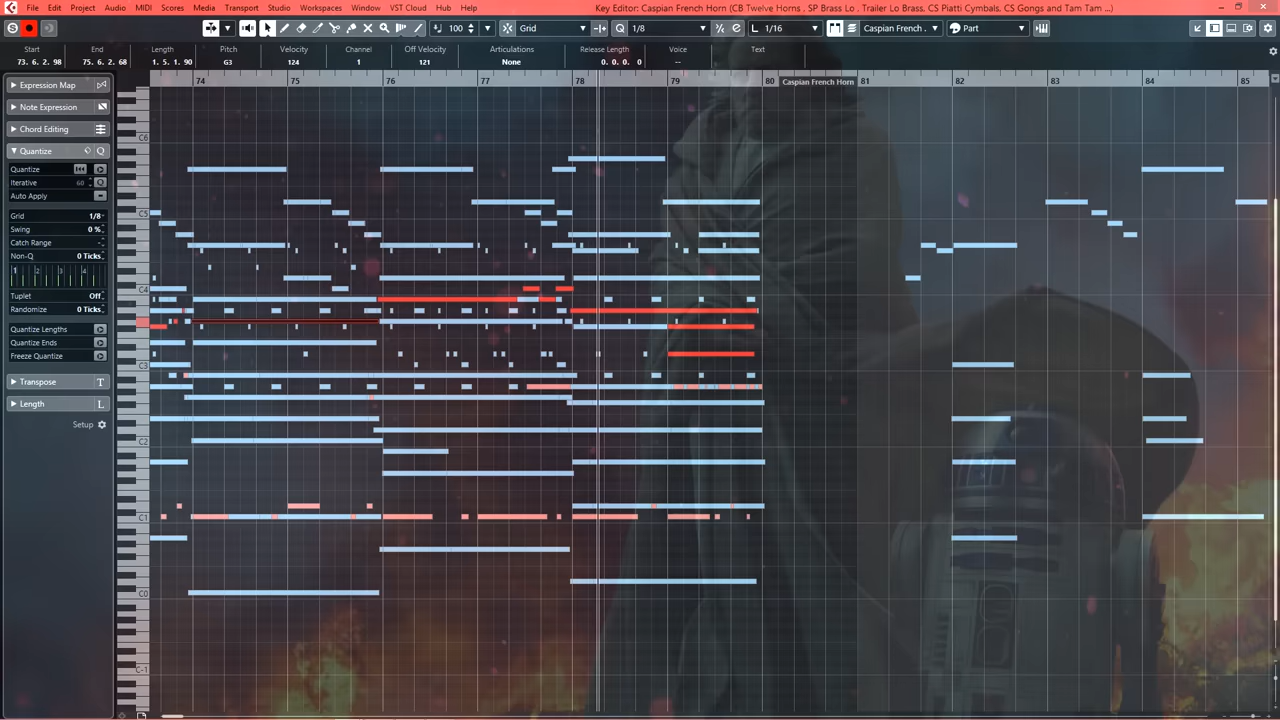 File Edit Project Audio MIDI Scores Media Transport Studio Workspaces Window VST Cloud Hub Help Key Editor: Caspian French Horn (CB Twelve Horns , SP Brass Lo , Trailer Lo Brass, CS Piatti Cymbals, CS Gongs and Tam Tam ...)
S 100 Grid Q 1/8 e L 1/16 Caspian French . Part
Start End Length Pitch Velocity Channel Off Velocity Articulations Release Length Voice Text
73. 6. 2. 98 75. 6. 2. 68 1. 5. 1. 90 G3 124 1 121 None 0. 0. 0. 0 --
74 75 76 77 78 79 80 Caspian French Horn 81 82 83 84 85
Expression Map
Note Expression
Chord Editing
Quantize Q
Quantize
Iterative 60
Auto Apply
Grid 1/8
Swing 0 %
Catch Range -
Non-Q 0 Ticks
1 2 3 4
Tuplet Off
Randomize 0 Ticks
Quantize Lengths
Quantize Ends
Freeze Quantize
Transpose T
Length L
Setup
C6
C5
C4
C3
C2
C1
C0
C-1